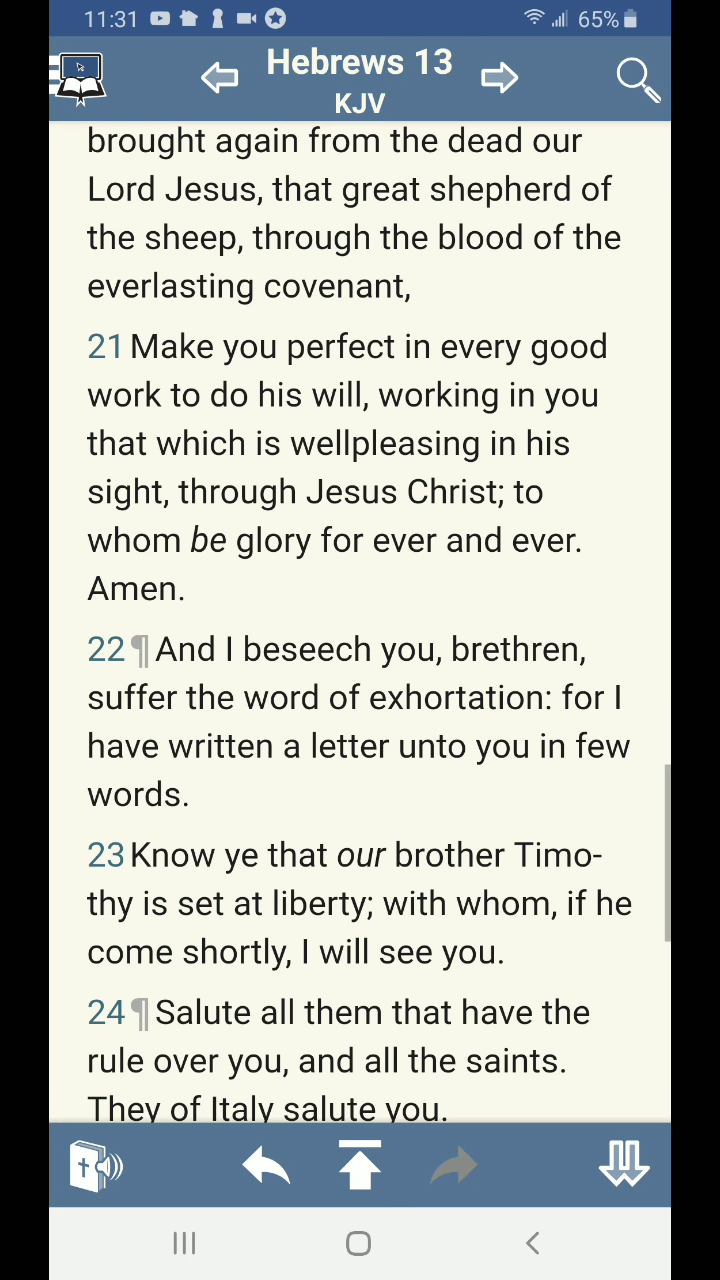 11:31 65%
Hebrews 13
KJV
brought again from the dead our
Lord Jesus, that great shepherd of
the sheep, through the blood of the
everlasting covenant,
21 Make you perfect in every good
work to do his will, working in you
that which is wellpleasing in his
sight, through Jesus Christ; to
whom be glory for ever and ever.
Amen.
22 ¶ And I beseech you, brethren,
suffer the word of exhortation: for I
have written a letter unto you in few
words.
23 Know ye that our brother Timo-
thy is set at liberty; with whom, if he
come shortly, I will see you.
24 ¶ Salute all them that have the
rule over you, and all the saints.
They of Italy salute you.